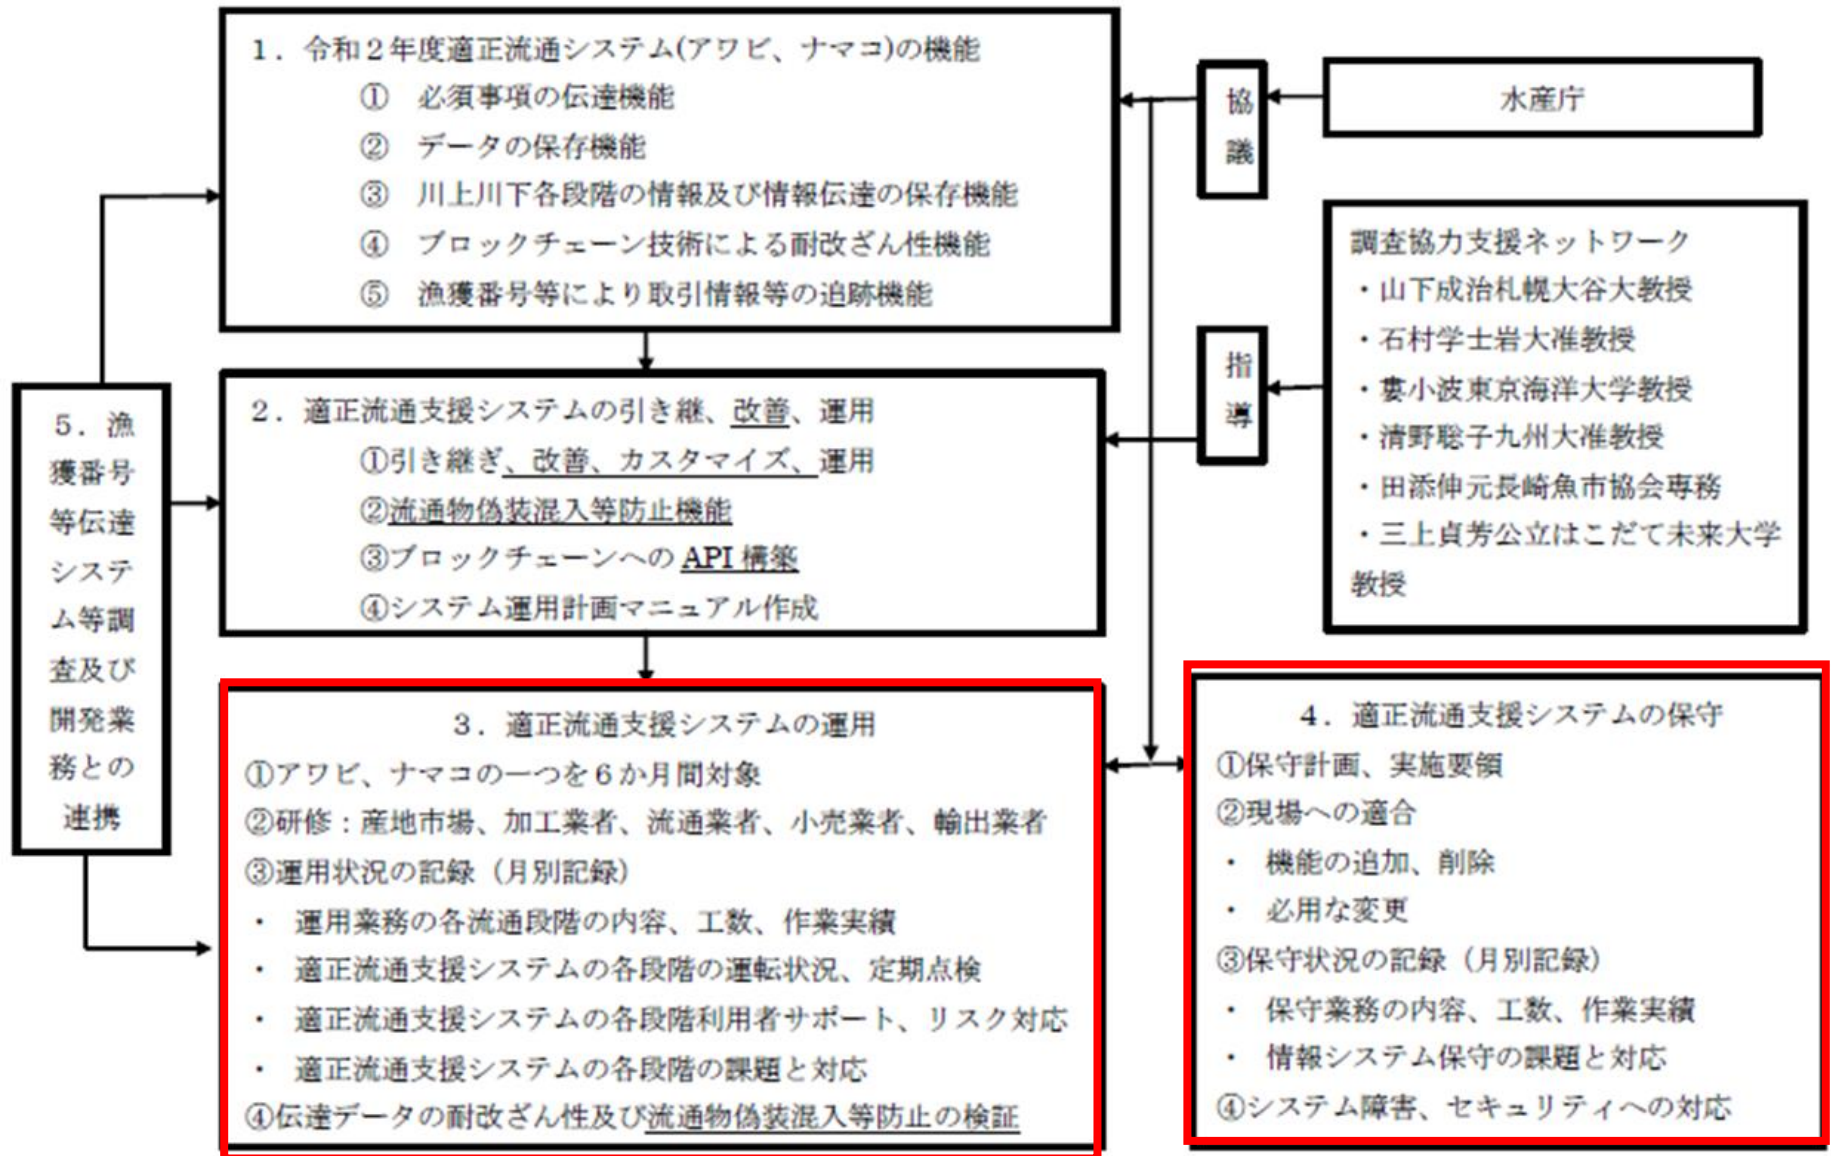 1．令和2年度適正流通システム(アワビ、ナマコ)の機能
①　必須事項の伝達機能
②　データの保存機能
③　川上川下各段階の情報及び情報伝達の保存機能
④　ブロックチェーン技術による耐改ざん性機能
⑤　漁獲番号等により取引情報等の追跡機能
協
議
水産庁
調査協力支援ネットワーク
・山下成治札幌大谷大教授
・石村学士岩大准教授
・婁小波東京海洋大学教授
・清野聡子九州大准教授
・田添伸元長崎魚市協会専務
・三上貞芳公立はこだて未来大学
教授
指
導
2．適正流通支援システムの引き継、改善、運用
①引き継ぎ、改善、カスタマイズ、運用
②流通物偽装混入等防止機能
③ブロックチェーンへの API 構築
④システム運用計画マニュアル作成
5．漁
獲番号
等伝達
システ
ム等調
査及び
開発業
務との
連携
3．適正流通支援システムの運用
①アワビ、ナマコの一つを6か月間対象
②研修：産地市場、加工業者、流通業者、小売業者、輸出業者
③運用状況の記録（月別記録）
・　運用業務の各流通段階の内容、工数、作業実績
・　適正流通支援システムの各段階の運転状況、定期点検
・　適正流通支援システムの各段階利用者サポート、リスク対応
・　適正流通支援システムの各段階の課題と対応
④伝達データの耐改ざん性及び流通物偽装混入等防止の検証
4．適正流通支援システムの保守
①保守計画、実施要領
②現場への適合
・　機能の追加、削除
・　必用な変更
③保守状況の記録（月別記録）
・　保守業務の内容、工数、作業実績
・　情報システム保守の課題と対応
④システム障害、セキュリティへの対応